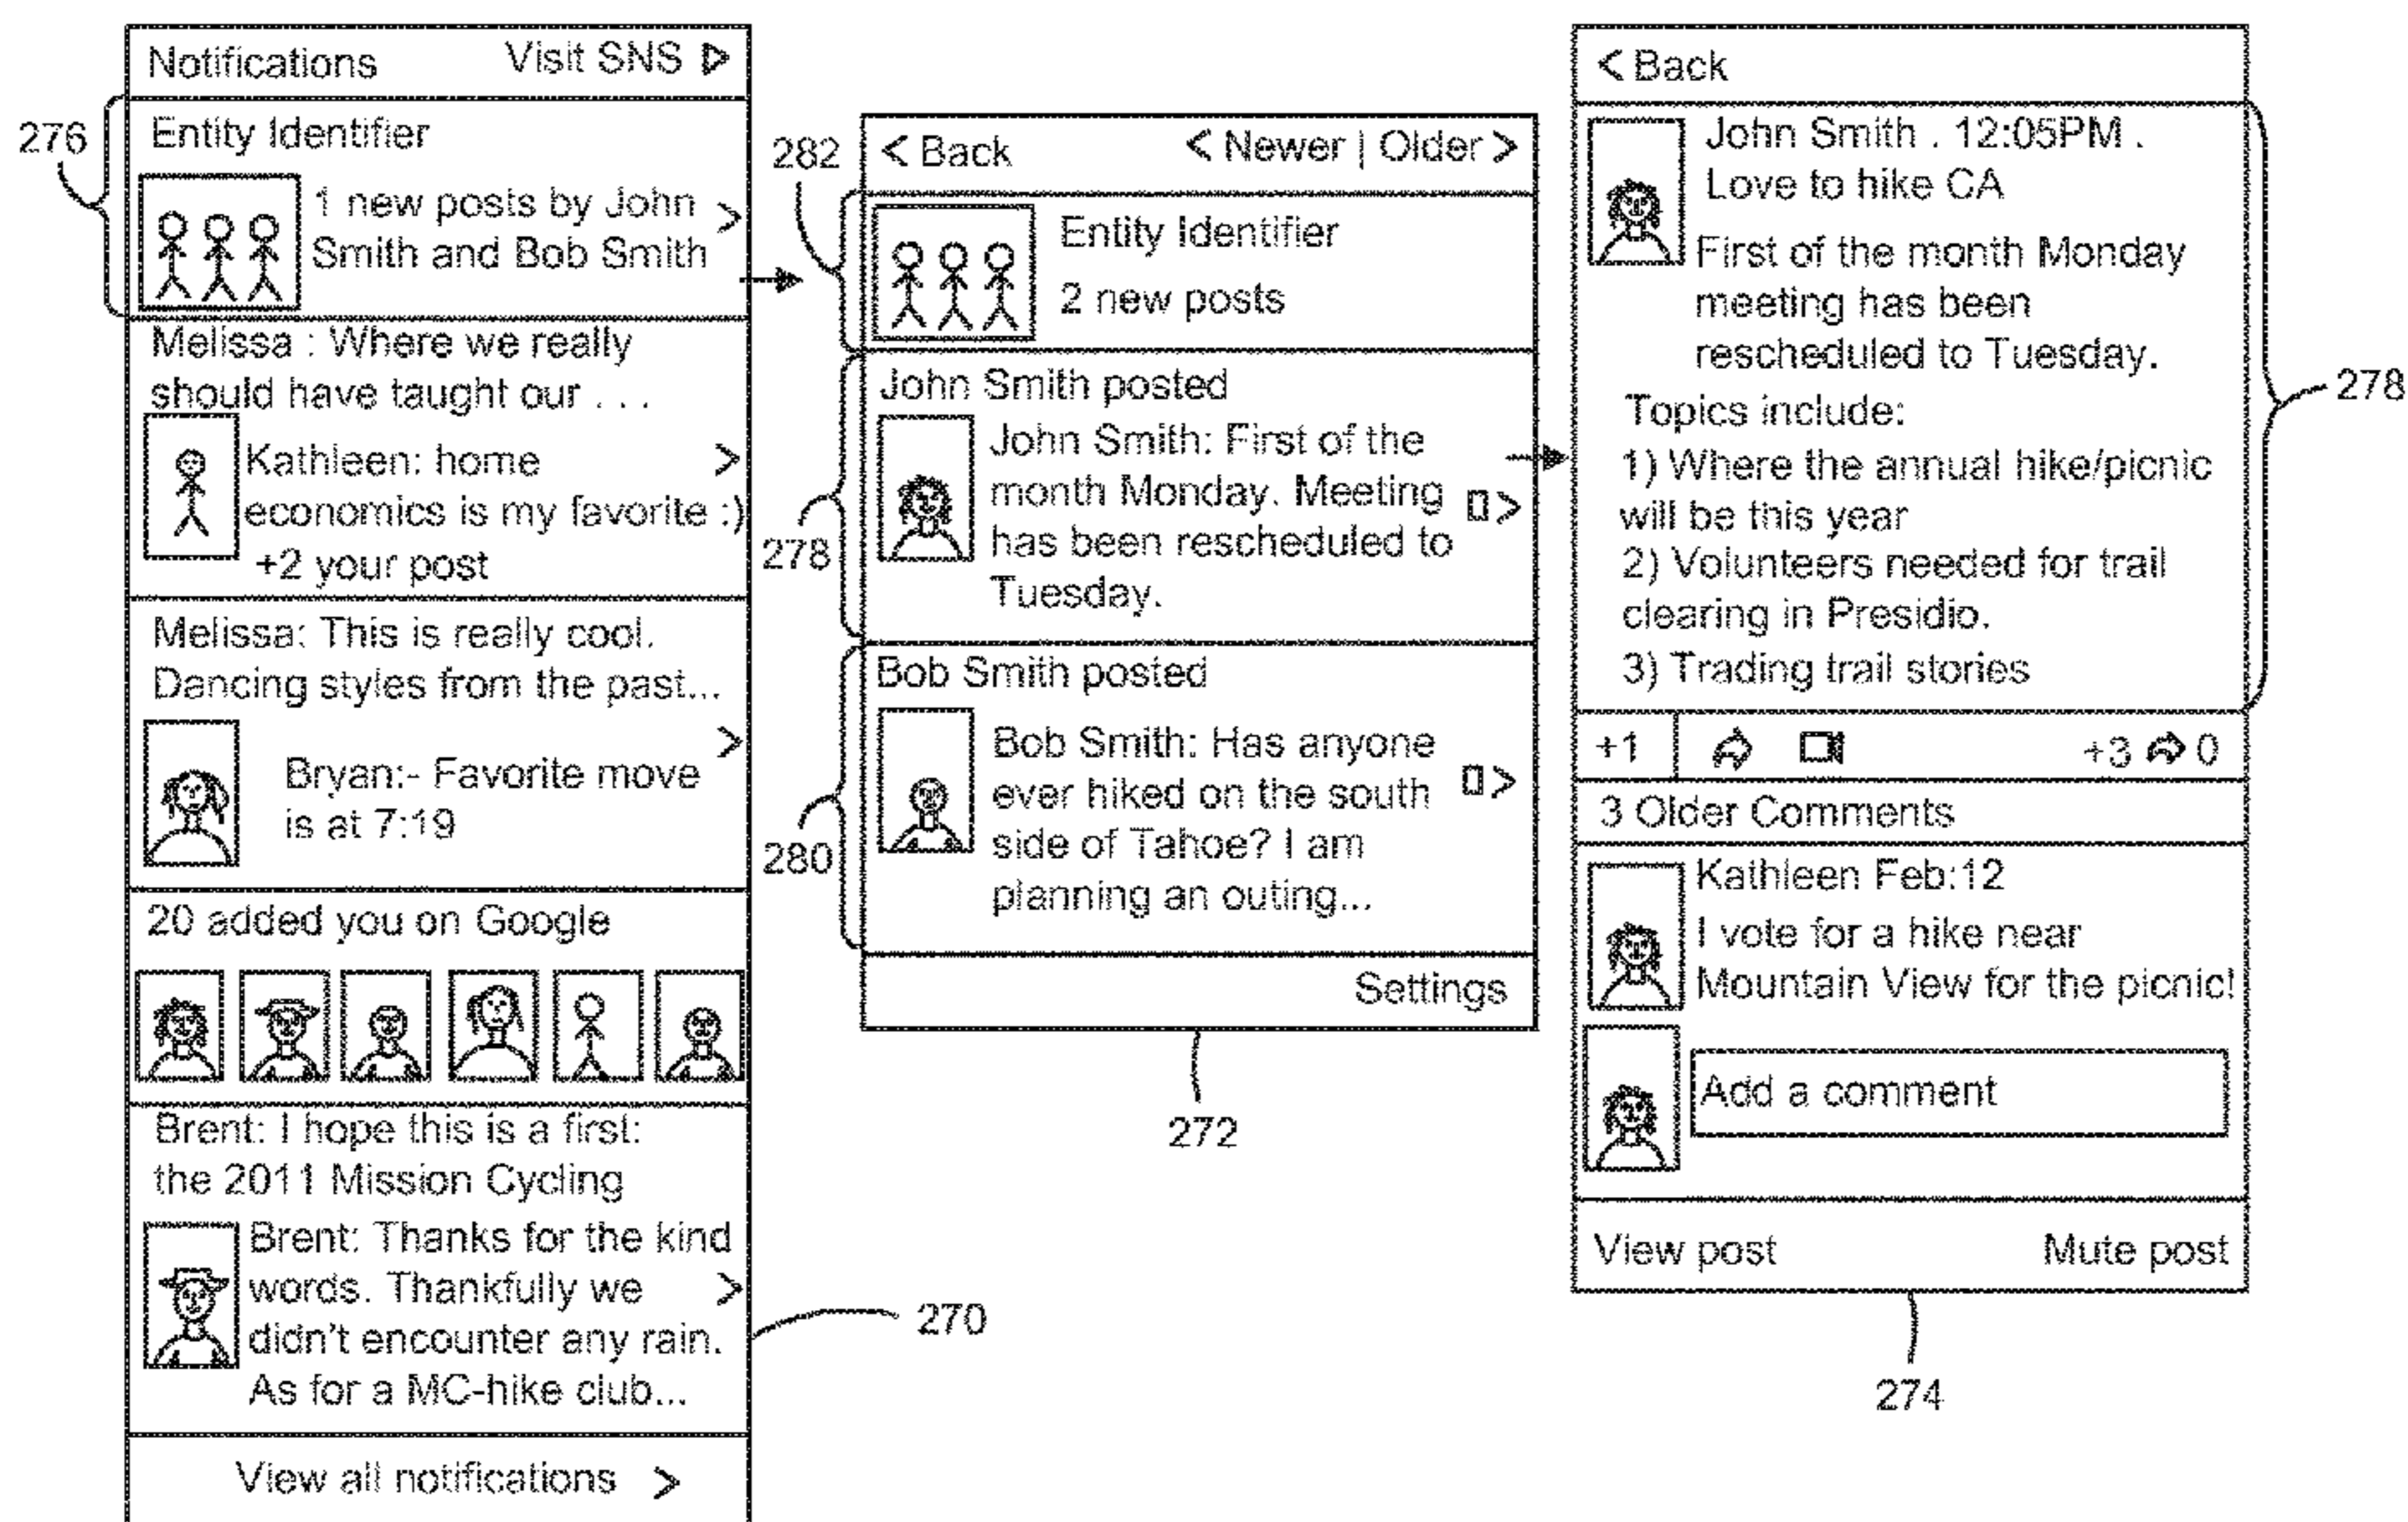 Notifications Visit SNS
276
Entity Identifier
1 new posts by John >
Smith and Bob Smith
Melissa : Where we really
should have taught our . . .
Kathleen: home >
economics is my favorite :)
+2 your post
Melissa: This is really cool.
Dancing styles from the past...
>
Bryan:- Favorite move
is at 7:19
20 added you on Google
Brent: I hope this is a first:
the 2011 Mission Cycling
Brent: Thanks for the kind
words. Thankfully we >
didn't encounter any rain.
As for a MC-hike club...
View all notifications >
270
282
< Back < Newer | Older >
Entity Identifier
2 new posts
278
John Smith posted
John Smith: First of the
month Monday. Meeting >
has been rescheduled to
Tuesday.
280
Bob Smith posted
Bob Smith: Has anyone
ever hiked on the south >
side of Tahoe? I am
planning an outing...
Settings
272
< Back
John Smith . 12:05PM .
Love to hike CA
First of the month Monday
meeting has been
rescheduled to Tuesday.
Topics include:
1) Where the annual hike/picnic
will be this year
2) Volunteers needed for trail
clearing in Presidio.
3) Trading trail stories
278
+1 +3 0
3 Older Comments
Kathleen Feb:12
I vote for a hike near
Mountain View for the picnic!
Add a comment
View post Mute post
274